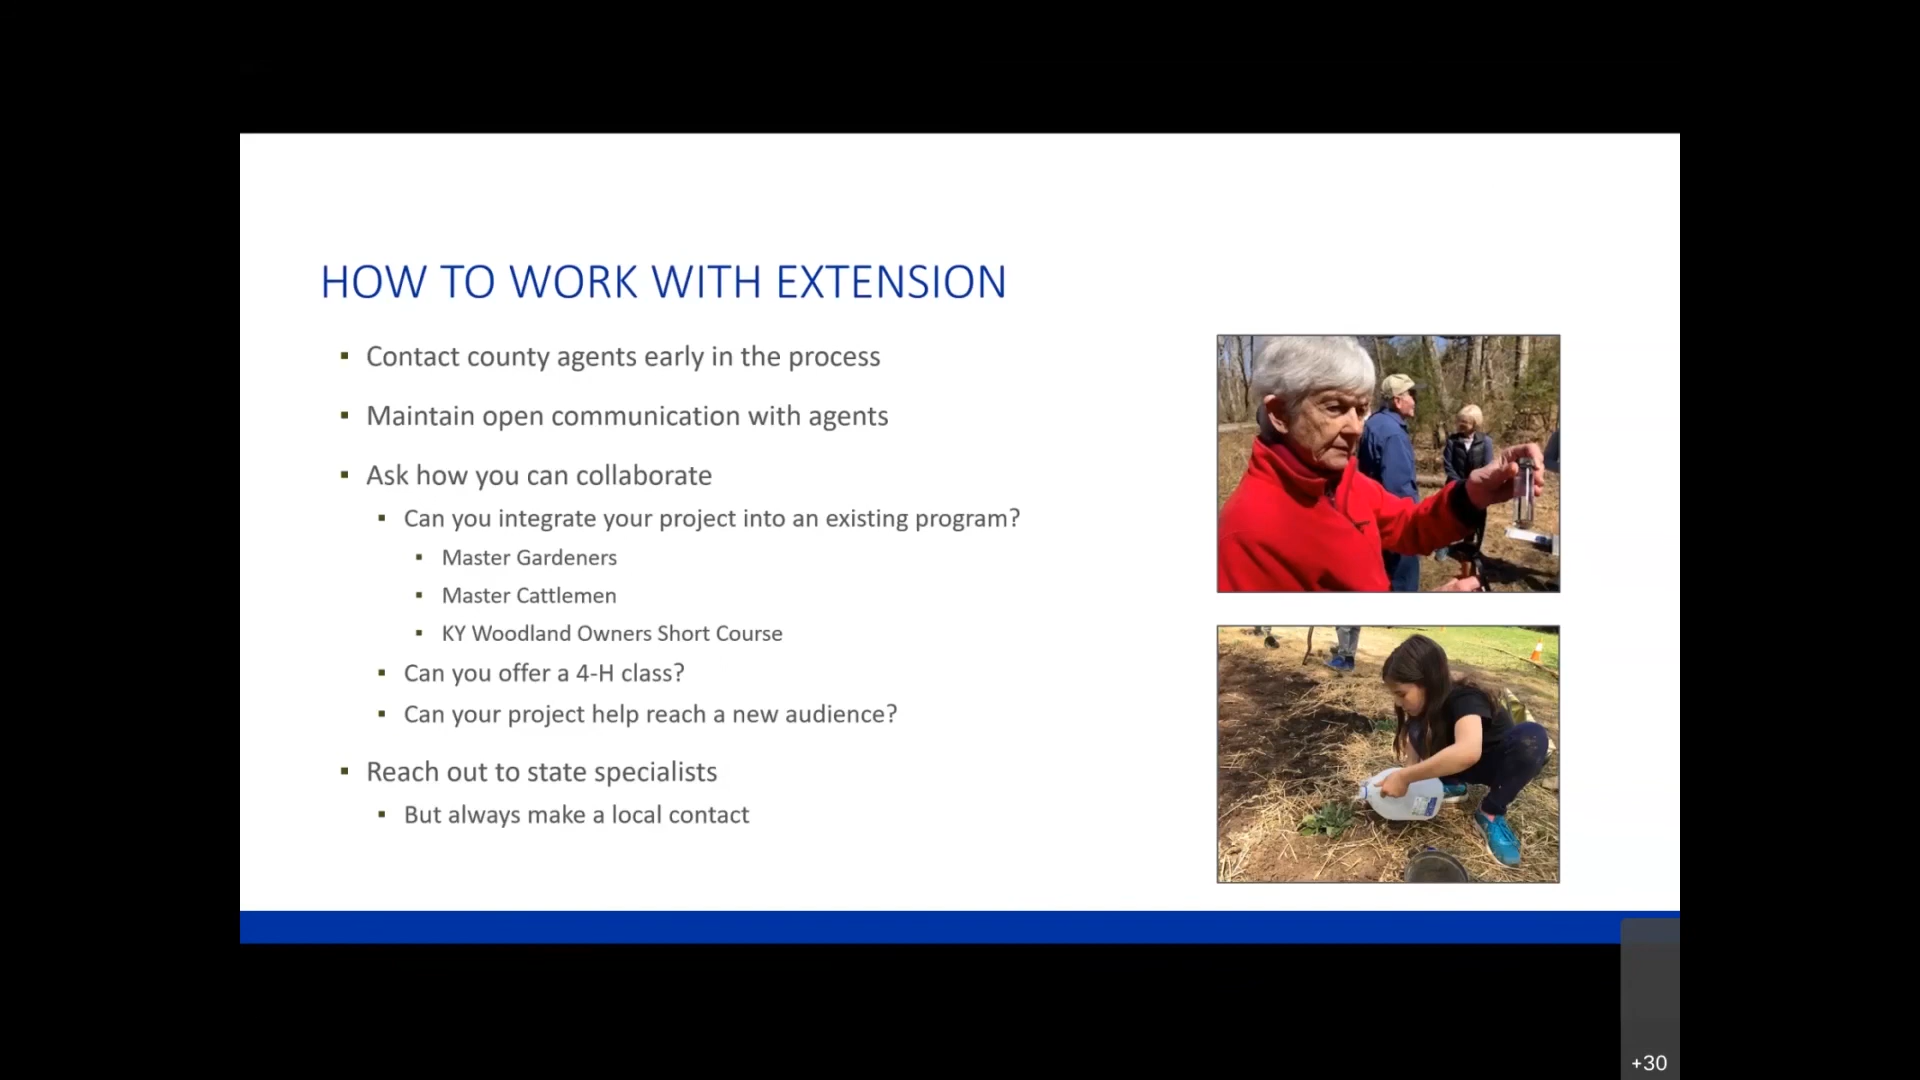 HOW TO WORK WITH EXTENSION
▪ Contact county agents early in the process
▪ Maintain open communication with agents
▪ Ask how you can collaborate
▪ Can you integrate your project into an existing program?
▪ Master Gardeners
▪ Master Cattlemen
▪ KY Woodland Owners Short Course
▪ Can you offer a 4-H class?
▪ Can your project help reach a new audience?
▪ Reach out to state specialists
▪ But always make a local contact
+30